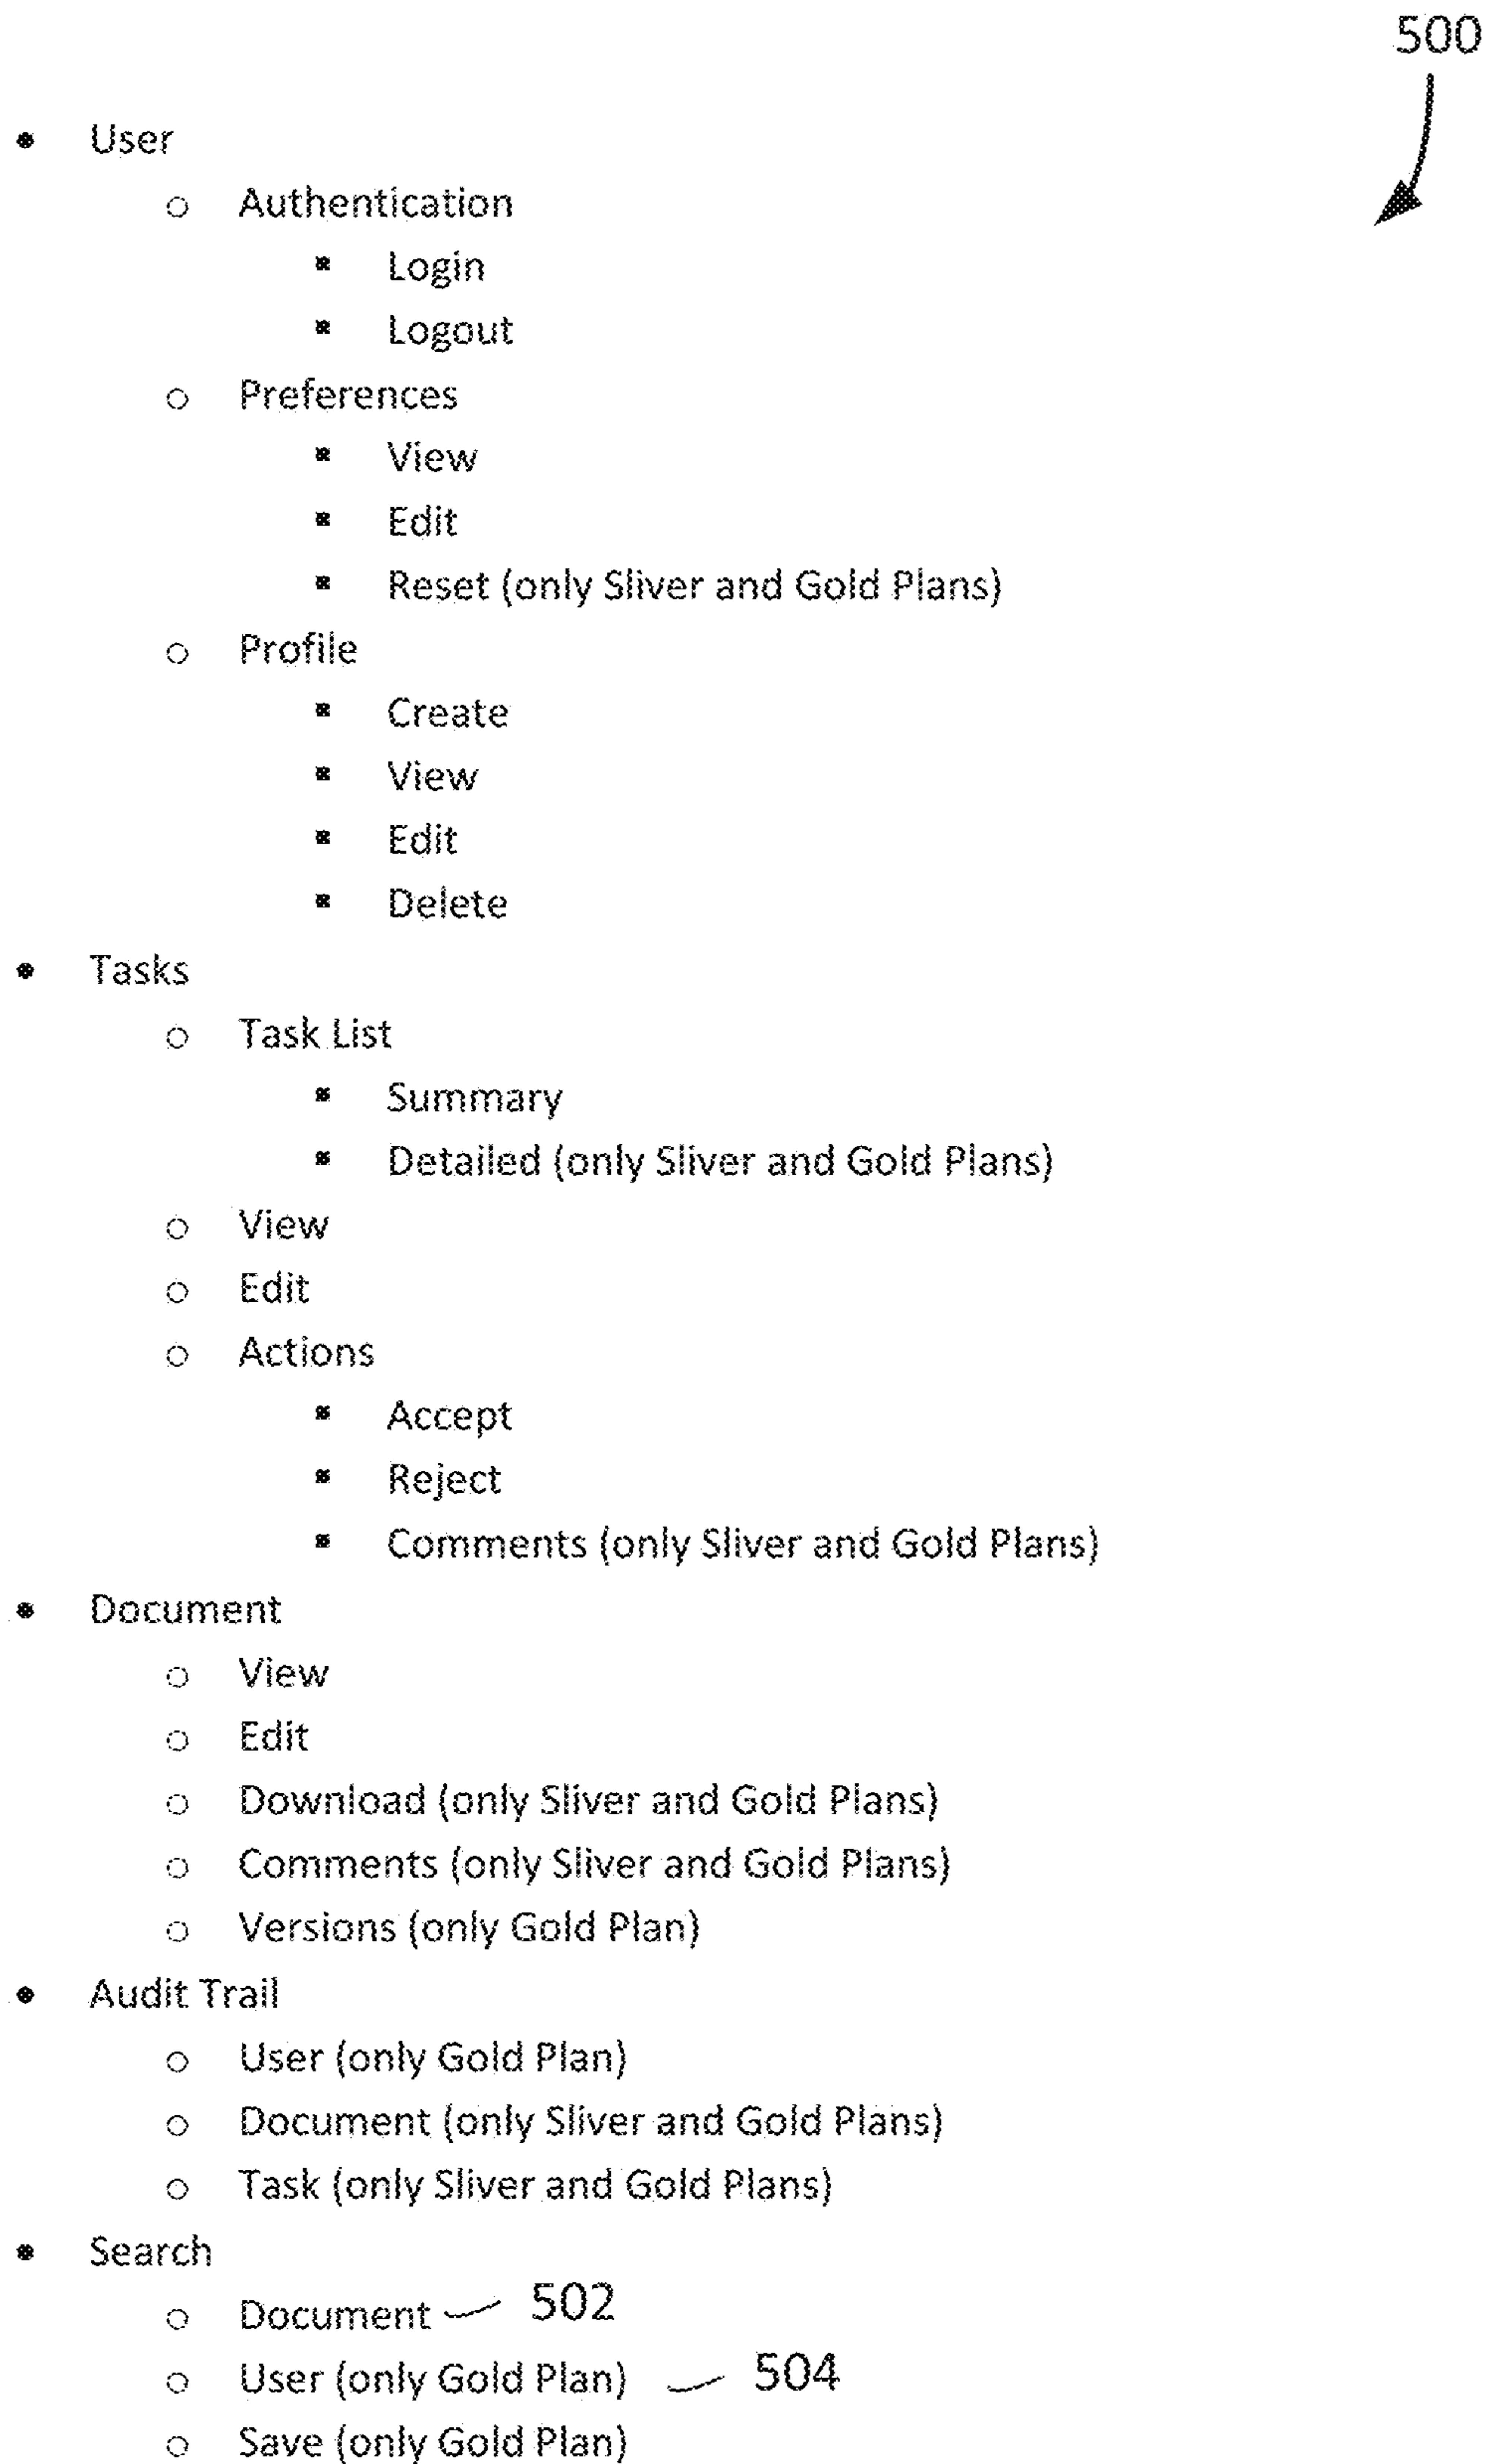 500
• User
○ Authentication
▪ Login
▪ Logout
○ Preferences
▪ View
▪ Edit
▪ Reset (only Sliver and Gold Plans)
○ Profile
▪ Create
▪ View
▪ Edit
▪ Delete
• Tasks
○ Task List
▪ Summary
▪ Detailed (only Sliver and Gold Plans)
○ View
○ Edit
○ Actions
▪ Accept
▪ Reject
▪ Comments (only Sliver and Gold Plans)
• Document
○ View
○ Edit
○ Download (only Sliver and Gold Plans)
○ Comments (only Sliver and Gold Plans)
○ Versions (only Gold Plan)
• Audit Trail
○ User (only Gold Plan)
○ Document (only Sliver and Gold Plans)
○ Task (only Sliver and Gold Plans)
• Search
○ Document 502
○ User (only Gold Plan) 504
○ Save (only Gold Plan)